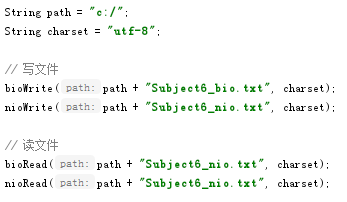 String path = "c:/";
String charset = "utf-8";
// 写文件
bioWrite( path: path + "Subject6_bio.txt", charset);
nioWrite( path: path + "Subject6_nio.txt", charset);
// 读文件
bioRead( path: path + "Subject6_nio.txt", charset);
nioRead( path: path + "Subject6_nio.txt", charset);